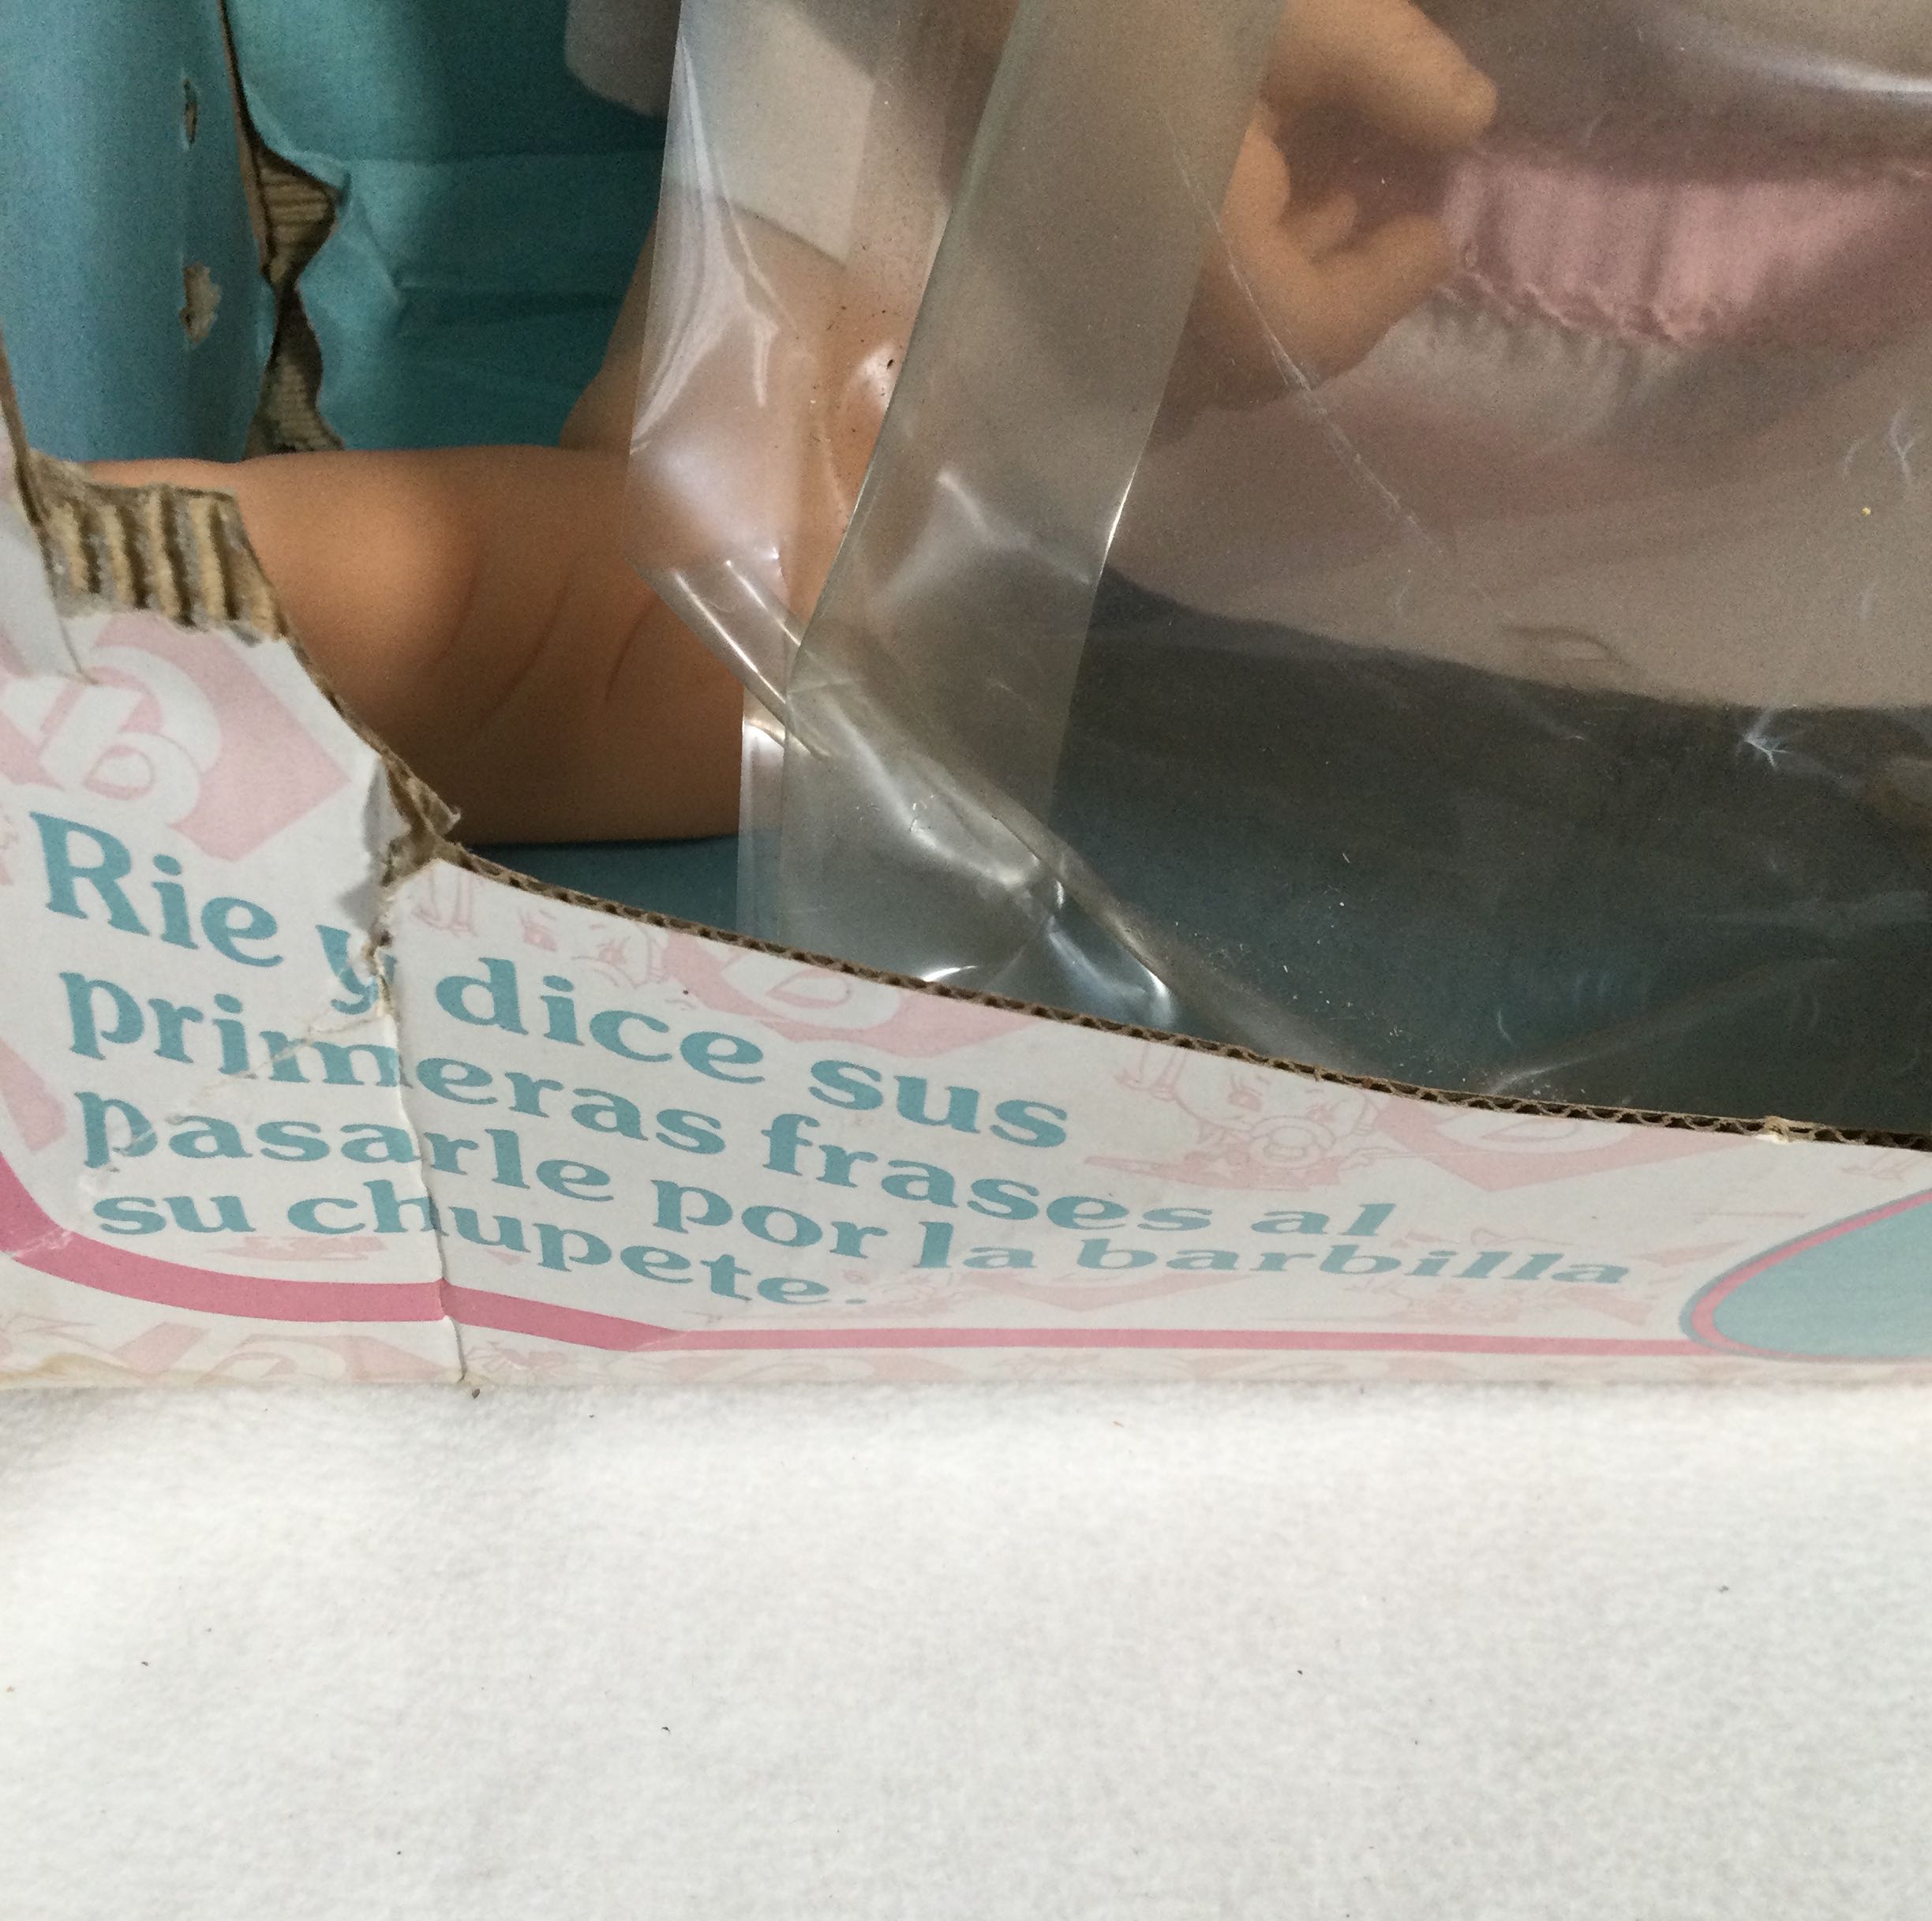 Rie y dice sus
primeras frases al
pasarle por la barbilla
su chupete.